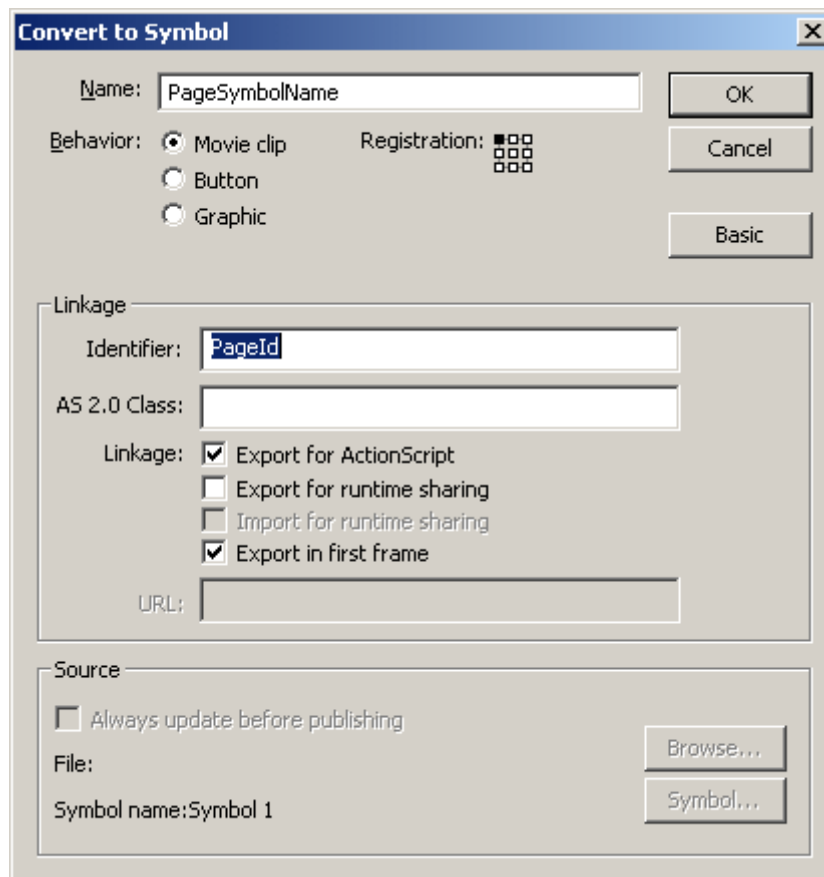 Convert to Symbol
Name: PageSymbolName
OK
Behavior: Movie clip Registration:
Cancel
Button
Graphic
Basic
Linkage
Identifier: PageId
AS 2.0 Class:
Linkage: Export for ActionScript
Export for runtime sharing
Import for runtime sharing
Export in first frame
URL:
Source
Always update before publishing
Browse...
File:
Symbol name:Symbol 1
Symbol...